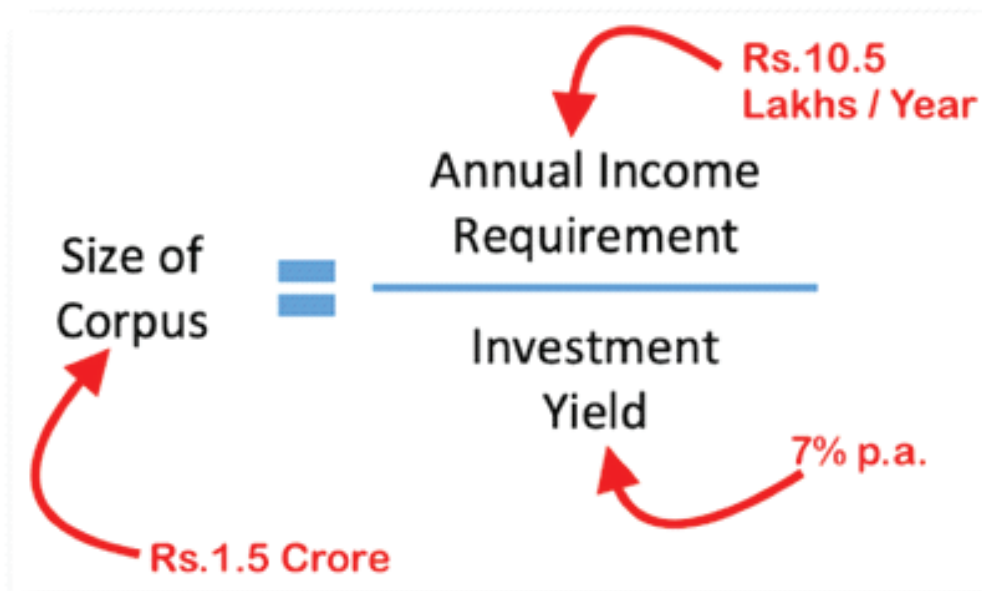 Rs.10.5
Lakhs / Year
Annual Income
Requirement
Size of
Corpus
=
Investment
Yield
7% p.a.
Rs.1.5 Crore